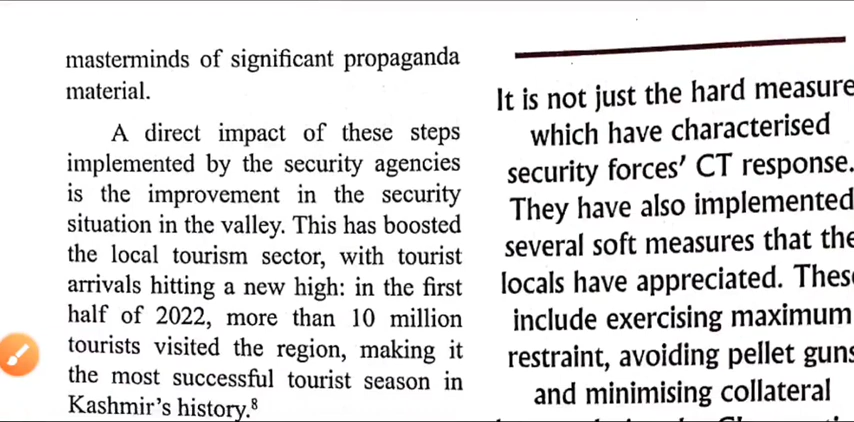 masterminds of significant propaganda
material.
A direct impact of these steps
implemented by the security agencies
is the improvement in the security
situation in the valley. This has boosted
the local tourism sector, with tourist
arrivals hitting a new high: in the first
half of 2022, more than 10 million
tourists visited the region, making it
the most successful tourist season in
Kashmir's history.8
It is not just the hard measure
which have characterised
security forces' CT response.
They have also implemented
several soft measures that the
locals have appreciated. These
include exercising maximum
restraint, avoiding pellet guns
and minimising collateral